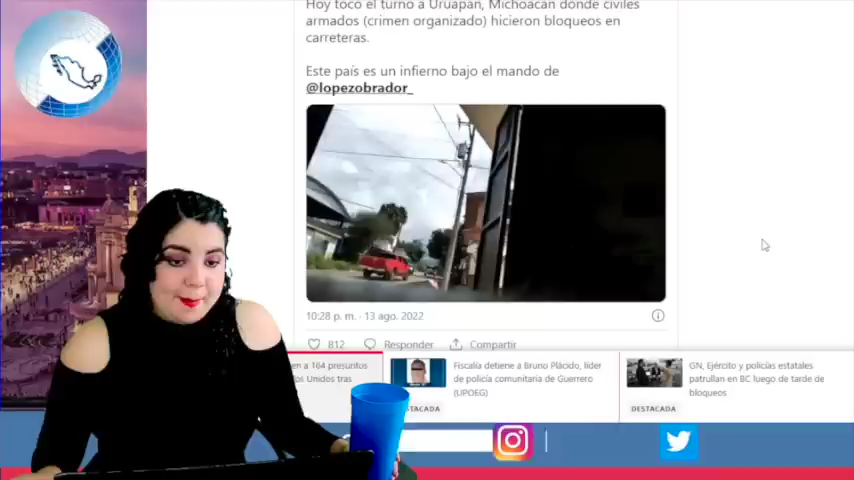 Hoy tocó el turno a Uruapan, Michoacán donde civiles
armados (crimen organizado) hicieron bloqueos en
carreteras.
Este país es un infierno bajo el mando de
@lopezobrador_
10:28 p. m. · 13 ago. 2022
812 Responder Compartir
en a 164 presuntos
los Unidos tras
Fiscalía detiene a Bruno Plácido, líder
de policía comunitaria de Guerrero
(UPOEG)
STACADA
GN, Ejército y policías estatales
patrullan en BC luego de tarde de
bloqueos
DESTACADA